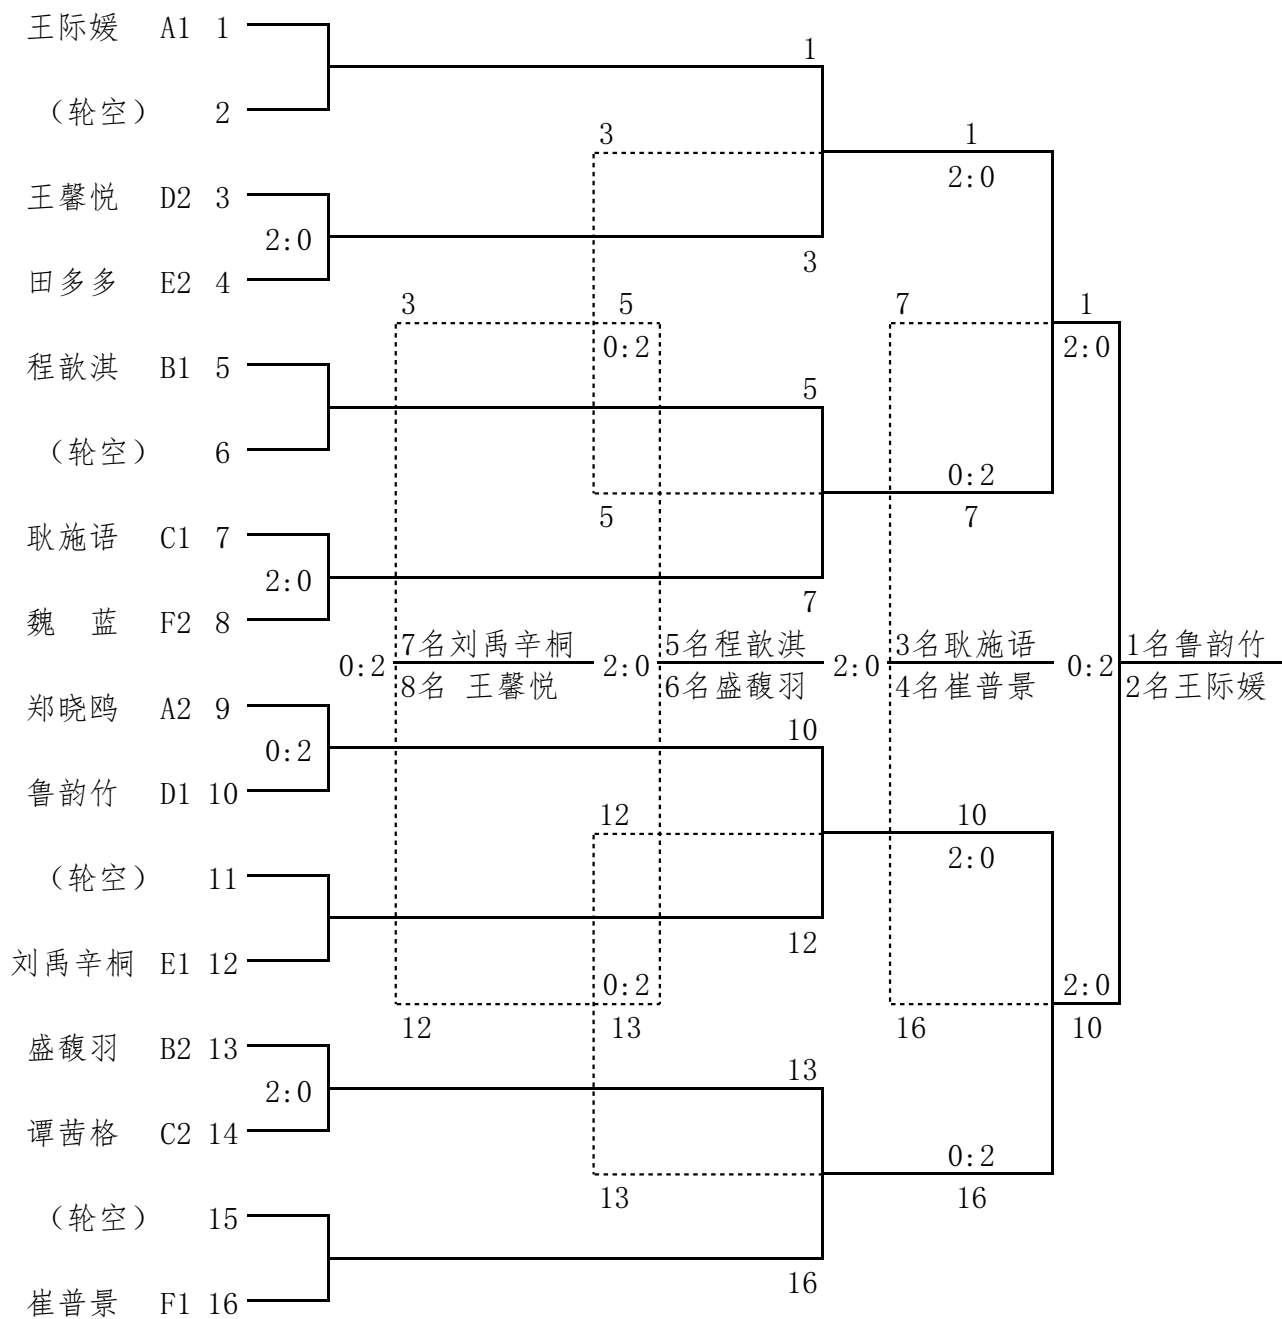 王际媛 A1 1
1
（轮空） 2
3
1
2:0
王馨悦 D2 3
2:0
3
田多多 E2 4
3
5
7
1
0:2
2:0
程歆淇 B1 5
5
（轮空） 6
0:2
5
7
耿施语 C1 7
2:0
7
魏 蓝 F2 8
0:2
7名刘禹辛桐
8名 王馨悦
2:0
5名程歆淇
6名盛馥羽
2:0
3名耿施语
4名崔普景
0:2
1名鲁韵竹
2名王际媛
郑晓鸥 A2 9
10
0:2
鲁韵竹 D1 10
12
10
2:0
（轮空） 11
12
刘禹辛桐 E1 12
0:2
2:0
12
13
16
10
盛馥羽 B2 13
13
2:0
谭茜格 C2 14
0:2
13
16
（轮空） 15
16
崔普景 F1 16